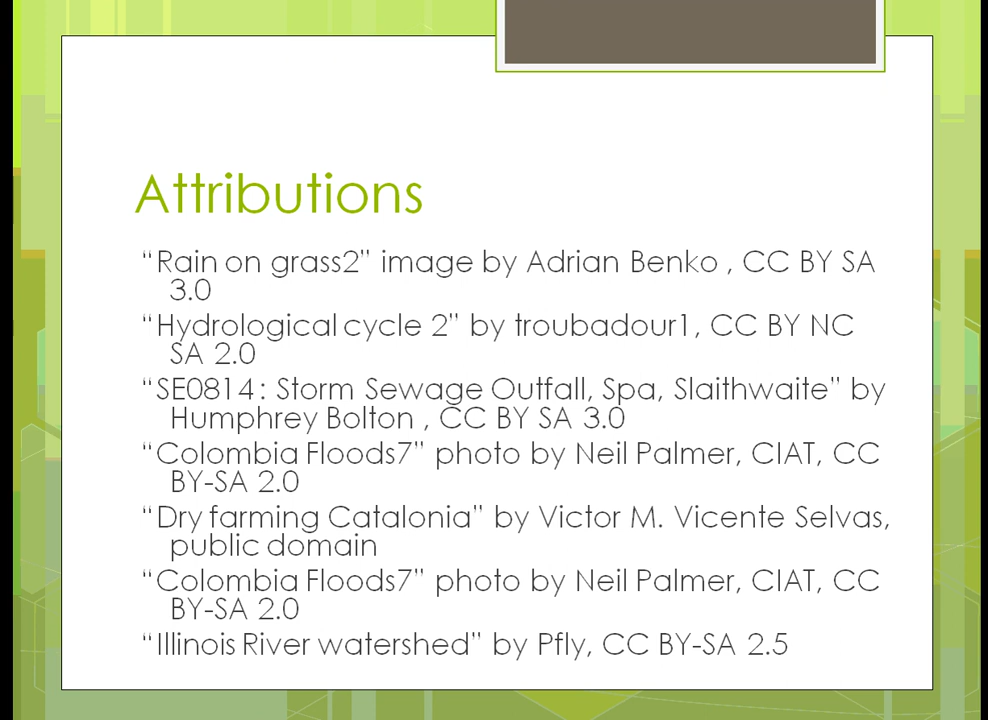 Attributions
“Rain on grass2” image by Adrian Benko , CC BY SA
3.0
“Hydrological cycle 2” by troubadour1, CC BY NC
SA 2.0
“SE0814: Storm Sewage Outfall, Spa, Slaithwaite” by
Humphrey Bolton , CC BY SA 3.0
“Colombia Floods7” photo by Neil Palmer, CIAT, CC
BY-SA 2.0
“Dry farming Catalonia” by Victor M. Vicente Selvas,
public domain
“Colombia Floods7” photo by Neil Palmer, CIAT, CC
BY-SA 2.0
“Illinois River watershed” by Pfly, CC BY-SA 2.5